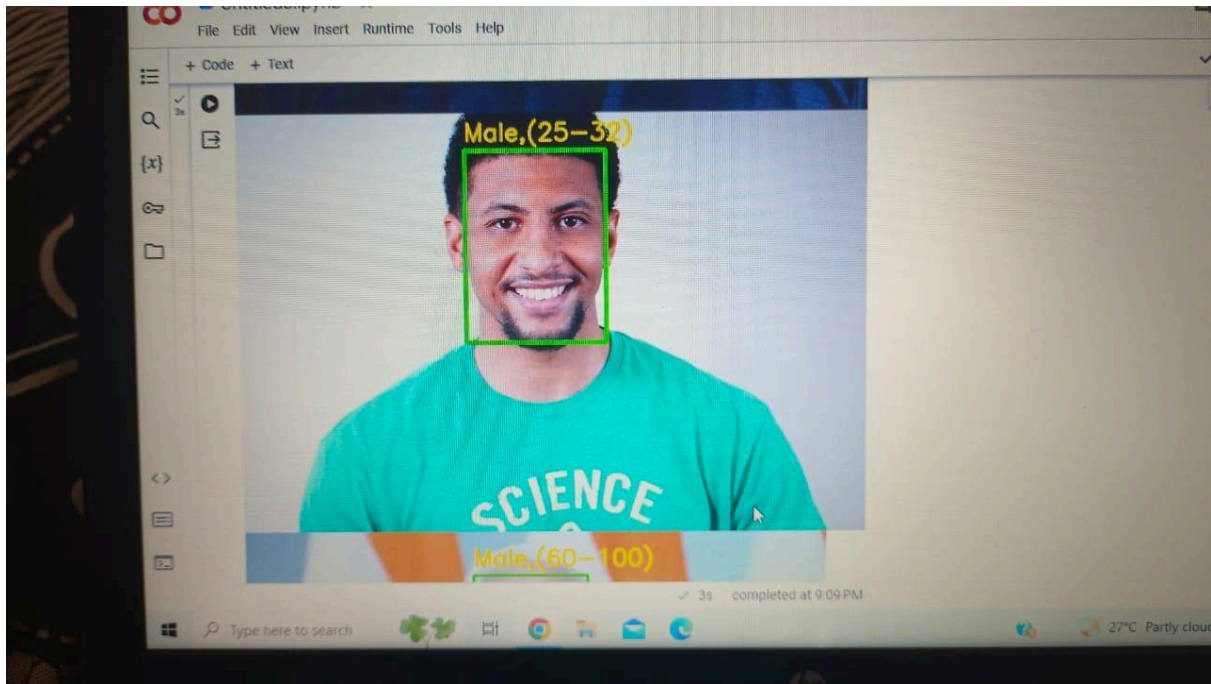 File Edit View Insert Runtime Tools Help
+ Code + Text
3s
Male,(25-32)
{x}
SCIENCE
Male,(60-100)
3s completed at 9:09 PM
Type here to search
27°C Partly